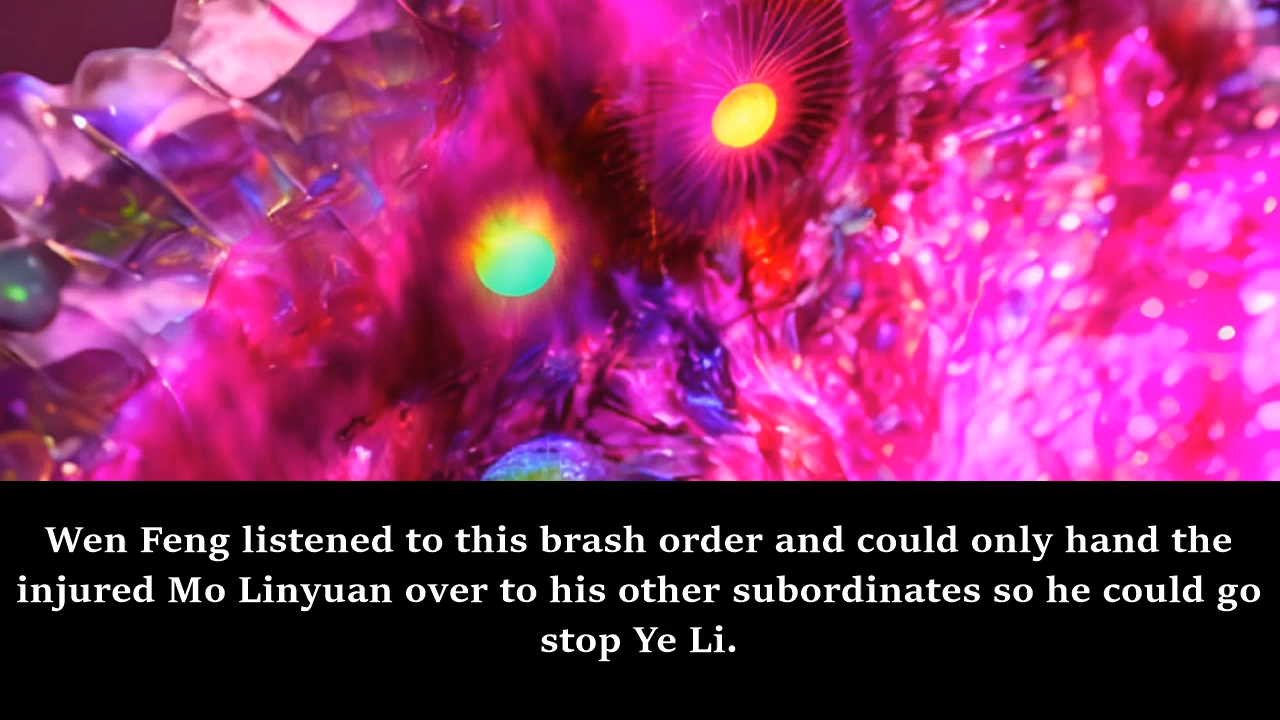 Wen Feng listened to this brash order and could only hand the
injured Mo Linyuan over to his other subordinates so he could go
stop Ye Li.